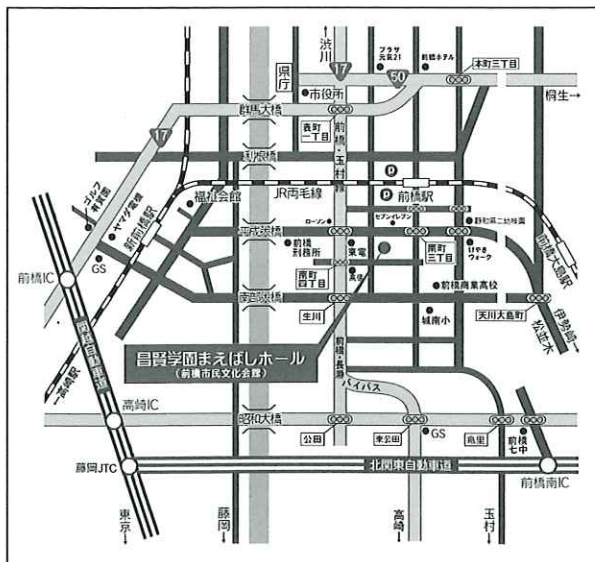 渋川
プラザ
元気21
前橋ホテル
本町三丁目
県庁
17
50
市役所
桐生→
群馬大橋
表町
一丁目
17
前橋・玉村線
利根橋
P
P
JR両毛線
前橋駅
福祉会館
ゴルフ
有賀園
ヤマダ電機
新前橋駅
ローソン
セブンイレブン
平成大橋
前橋
刑務所
東電
南町
三丁目
けやき
ウォーク
前橋大島駅
GS
前橋IC
南町
四丁目
前橋商業高校
南部大橋
生川
城南小
天川大島町
松並木
伊勢崎→
昌賢学園まえばしホール
(前橋市民文化会館)
関越自動車道
←高崎駅
前橋・長瀞
バイパス
高崎IC
昭和大橋
公田
東公田
GS
亀里
前橋
七中
藤岡JTC
北関東自動車道
前橋南IC
東京
藤岡
高崎
玉村